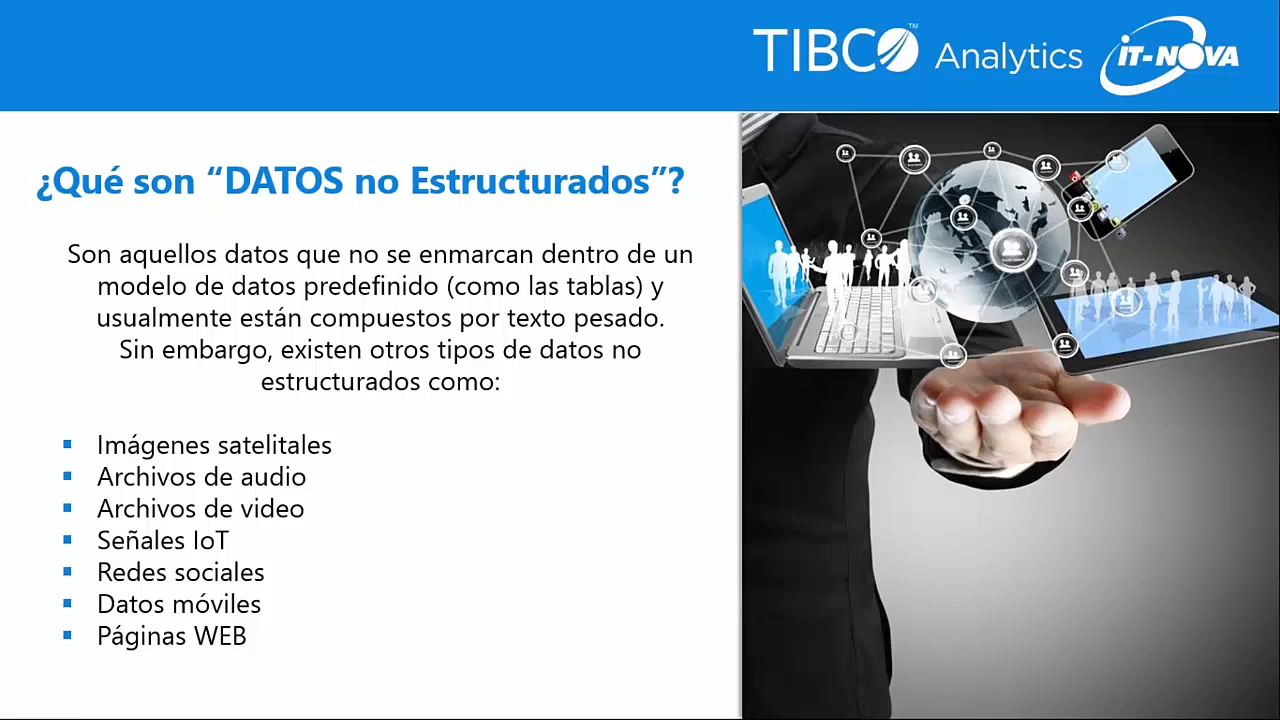 TIBCO™ Analytics
iT-NOVA
¿Qué son “DATOS no Estructurados”?
Son aquellos datos que no se enmarcan dentro de un
modelo de datos predefinido (como las tablas) y
usualmente están compuestos por texto pesado.
Sin embargo, existen otros tipos de datos no
estructurados como:
▪ Imágenes satelitales
▪ Archivos de audio
▪ Archivos de video
▪ Señales IoT
▪ Redes sociales
▪ Datos móviles
▪ Páginas WEB